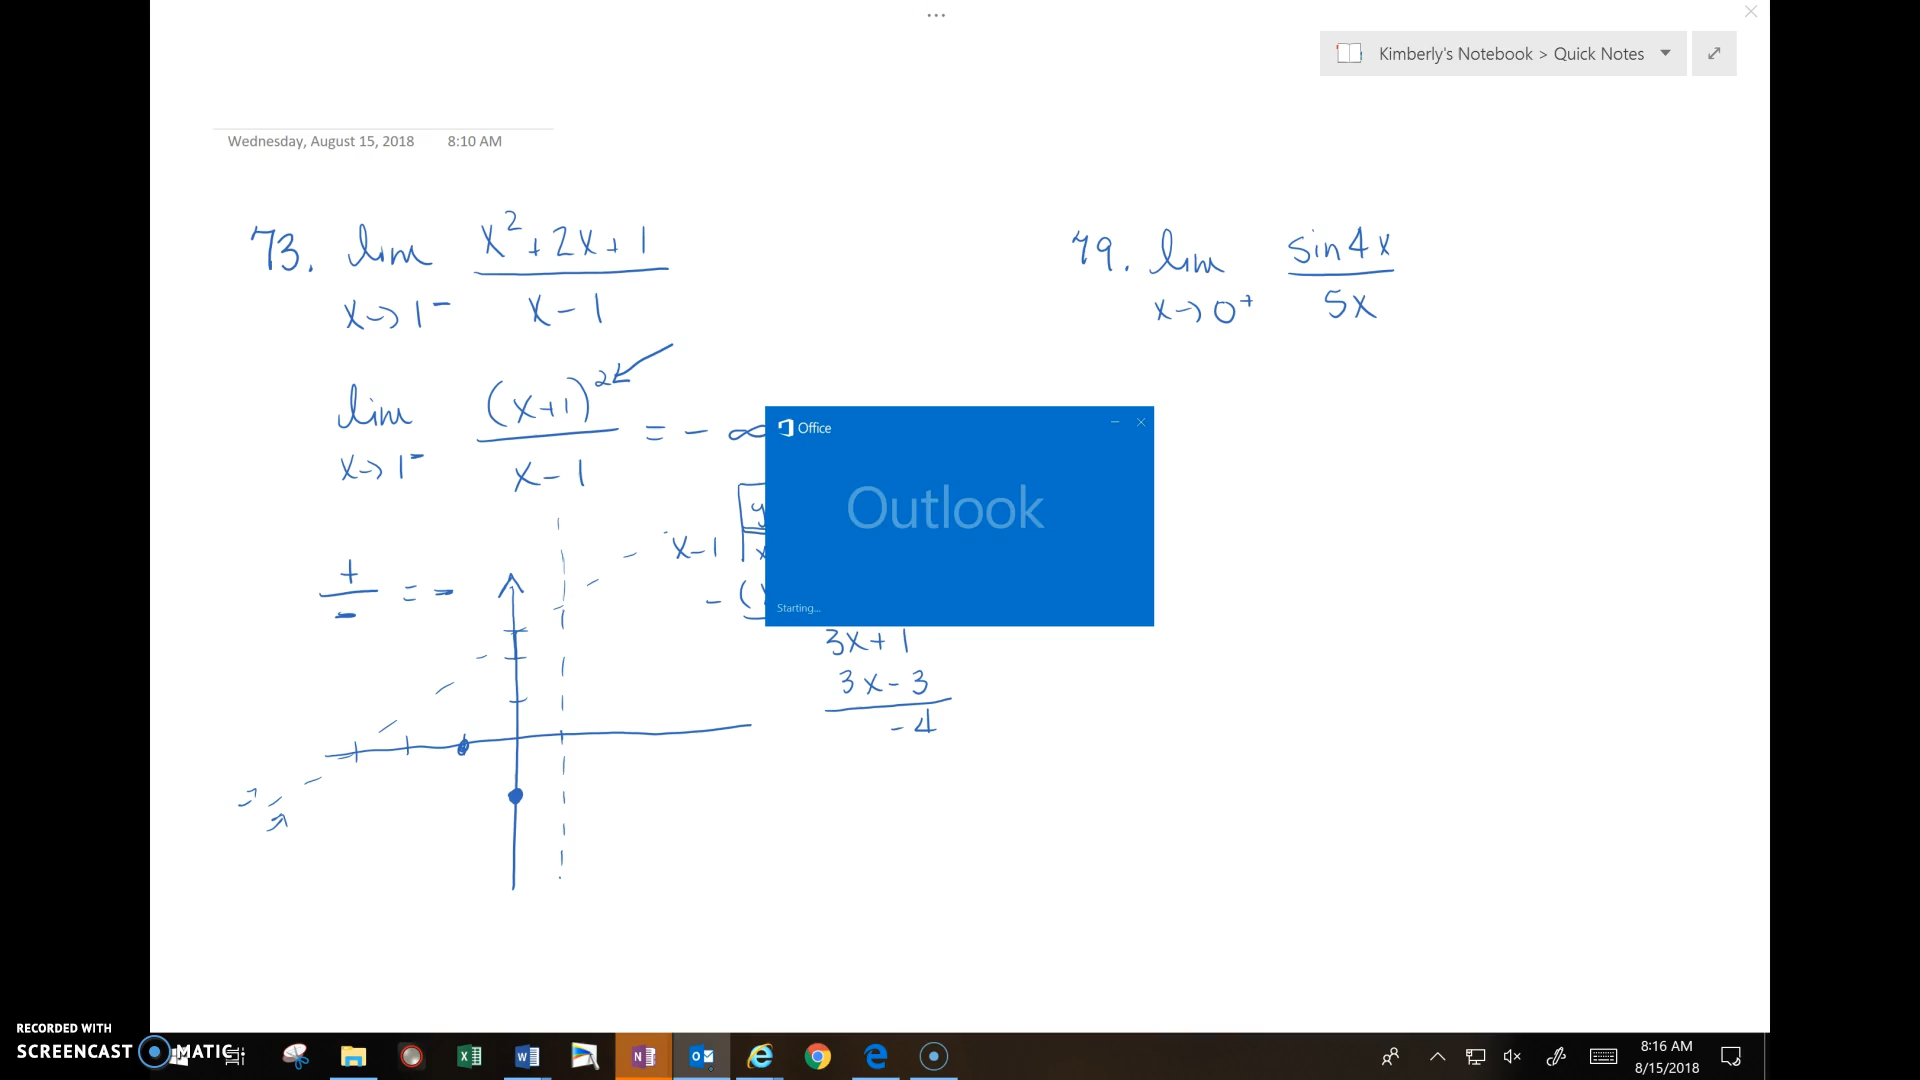 Kimberly's Notebook > Quick Notes
Wednesday, August 15, 2018 8:10 AM
73. lim x²+2x+1
x→1⁻ x-1
lim (x+1)²
x→1⁻ x-1
= - ∞
+
- = -
x-1
- (
3x+1
3x-3
-4
79. lim sin4x
x→0⁺ 5x
Office
Outlook
Starting...
RECORDED WITH
SCREENCAST MATIC
8:16 AM
8/15/2018